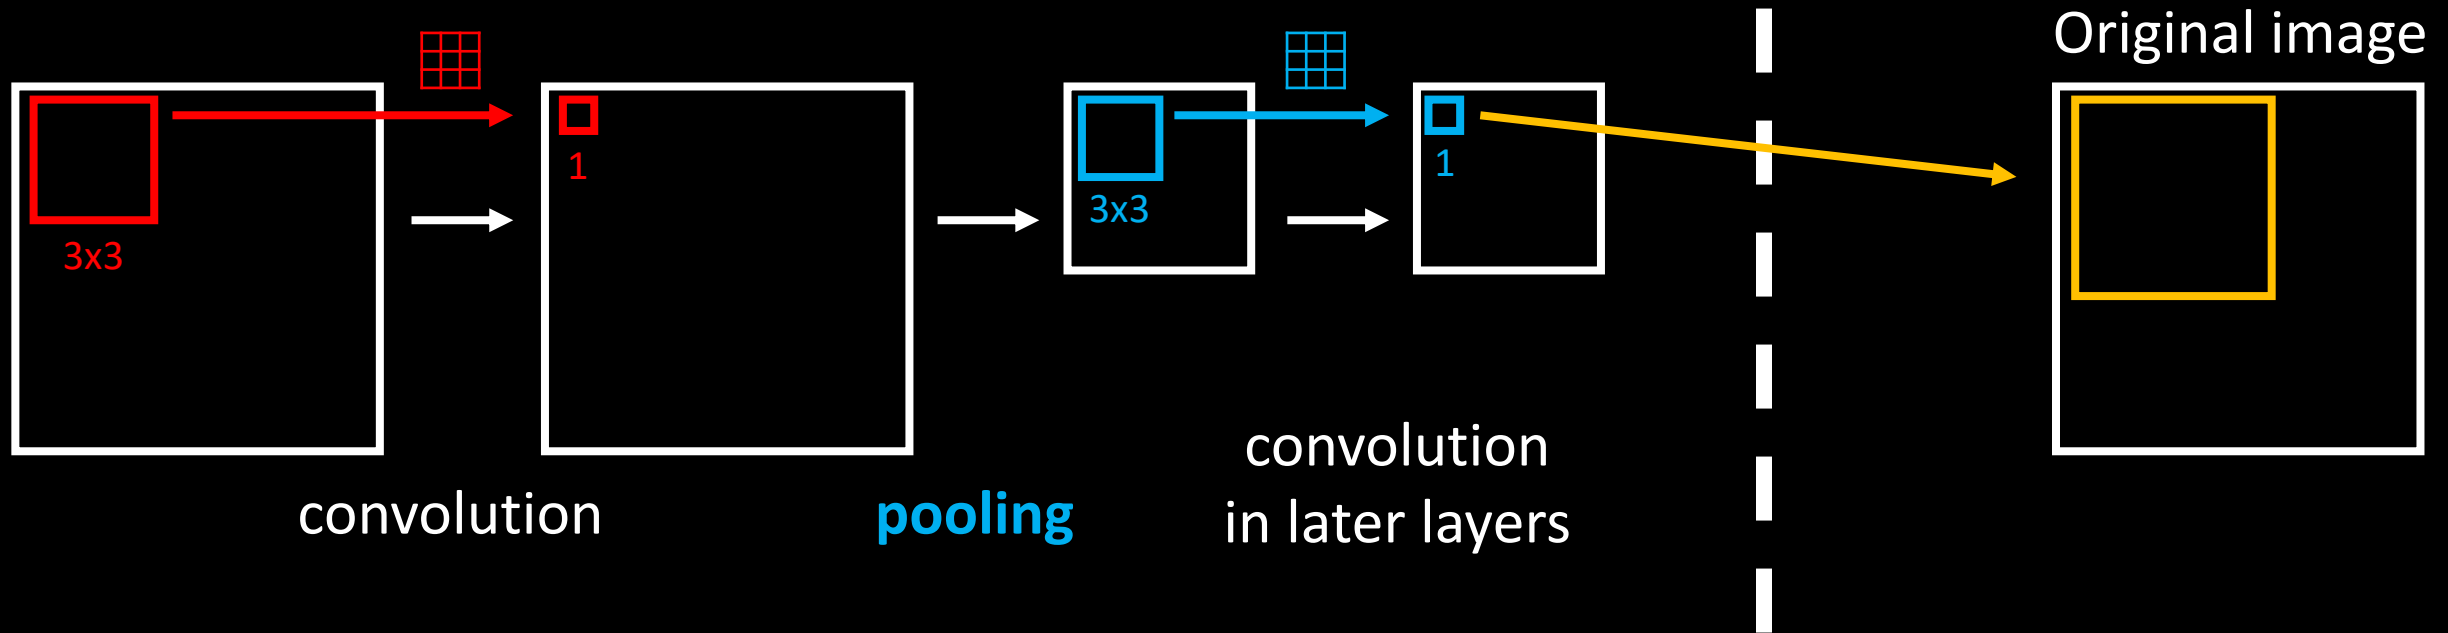 Original image
1
3x3
3x3
1
convolution
pooling
convolution
in later layers